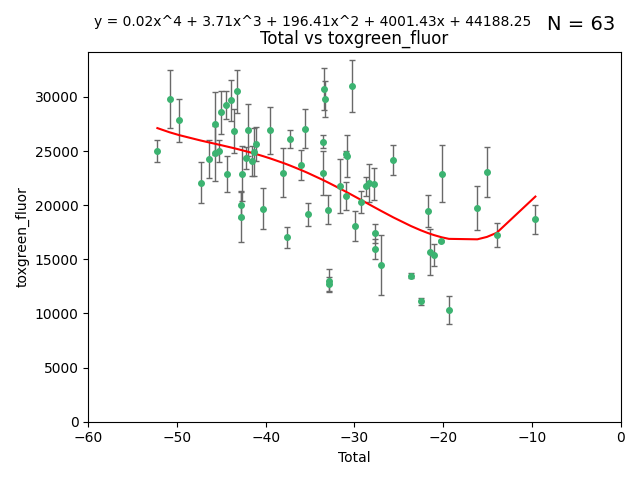 y = 0.02x^4 + 3.71x^3 + 196.41x^2 + 4001.43x + 44188.25 N = 63
Total vs toxgreen_fluor
30000
25000
20000
15000
10000
5000
0
toxgreen_fluor
−60 −50 −40 −30 −20 −10 0
Total